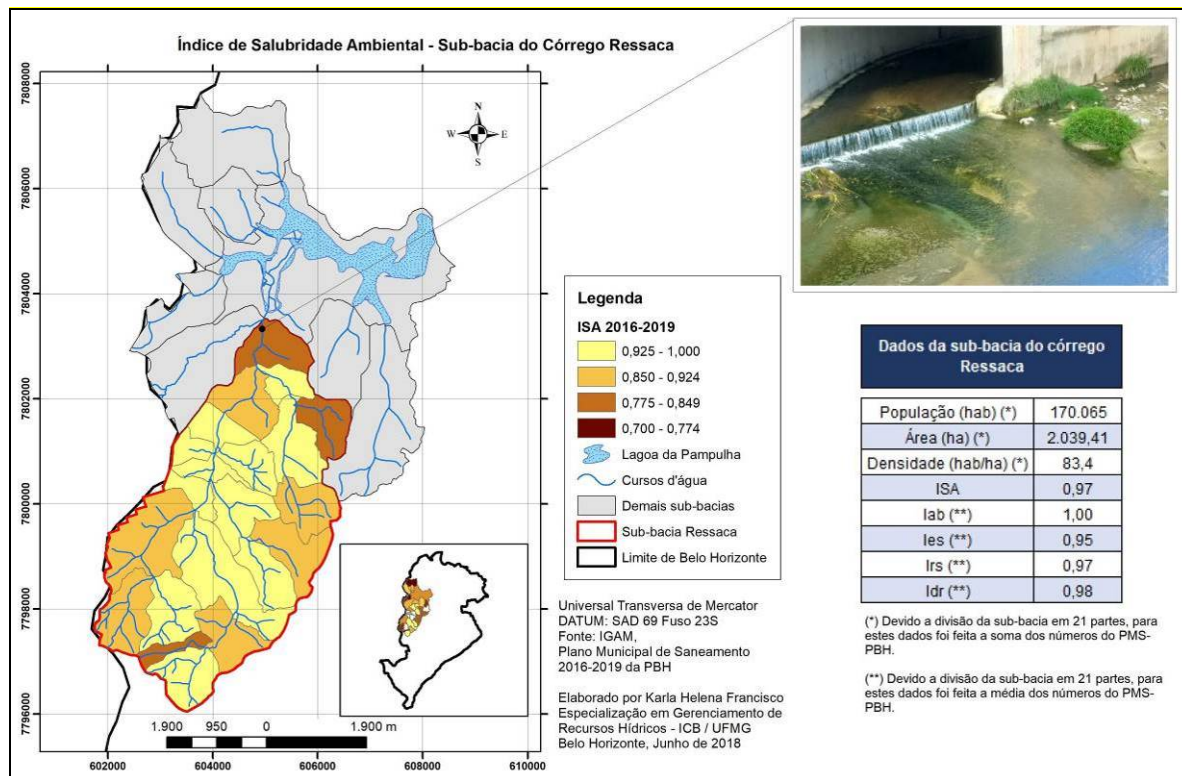 Índice de Salubridade Ambiental - Sub-bacia do Córrego Ressaca
7808000
7806000
7804000
7802000
7800000
7798000
7796000
7790000
602000
604000
606000
608000
610000
N
W
E
S
1.900
950
0
1.900 m
Legenda
ISA 2016-2019
0,925 - 1,000
0,850 - 0,924
0,775 - 0,849
0,700 - 0,774
Lagoa da Pampulha
Cursos d'água
Demais sub-bacias
Sub-bacia Ressaca
Limite de Belo Horizonte
Universal Transversa de Mercator
DATUM: SAD 69 Fuso 23S
Fonte: IGAM,
Plano Municipal de Saneamento
2016-2019 da PBH
Elaborado por Karla Helena Francisco
Especialização em Gerenciamento de
Recursos Hídricos - ICB / UFMG
Belo Horizonte, Junho de 2018
Dados da sub-bacia do córrego
Ressaca
População (hab) (*) 170.065
Área (ha) (*) 2.039,41
Densidade (hab/ha) (*) 83,4
ISA 0,97
Iab (**) 1,00
Ies (**) 0,95
Irs (**) 0,97
Idr (**) 0,98
(*) Devido a divisão da sub-bacia em 21 partes, para
estes dados foi feita a soma dos números do PMS-
PBH.
(**) Devido a divisão da sub-bacia em 21 partes, para
estes dados foi feita a média dos números do PMS-
PBH.